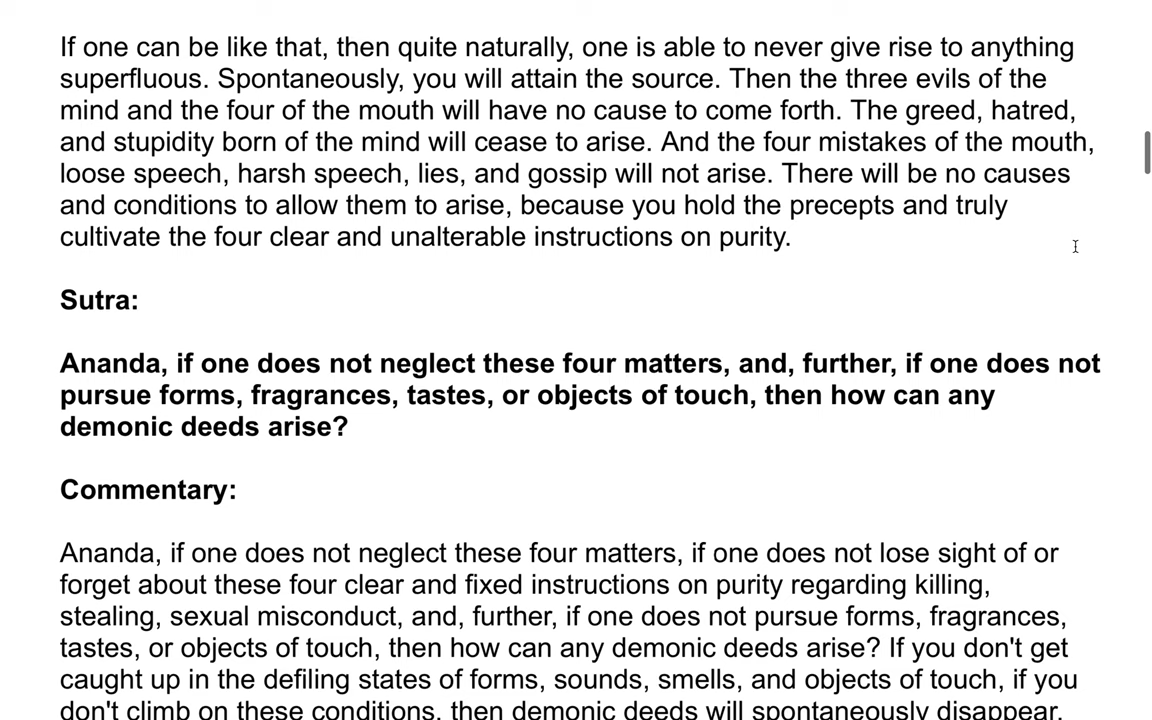 If one can be like that, then quite naturally, one is able to never give rise to anything
superfluous. Spontaneously, you will attain the source. Then the three evils of the
mind and the four of the mouth will have no cause to come forth. The greed, hatred,
and stupidity born of the mind will cease to arise. And the four mistakes of the mouth,
loose speech, harsh speech, lies, and gossip will not arise. There will be no causes
and conditions to allow them to arise, because you hold the precepts and truly
cultivate the four clear and unalterable instructions on purity.
Sutra:
Ananda, if one does not neglect these four matters, and, further, if one does not
pursue forms, fragrances, tastes, or objects of touch, then how can any
demonic deeds arise?
Commentary:
Ananda, if one does not neglect these four matters, if one does not lose sight of or
forget about these four clear and fixed instructions on purity regarding killing,
stealing, sexual misconduct, and, further, if one does not pursue forms, fragrances,
tastes, or objects of touch, then how can any demonic deeds arise? If you don't get
caught up in the defiling states of forms, sounds, smells, and objects of touch, if you
don't climb on these conditions, then demonic deeds will spontaneously disappear.